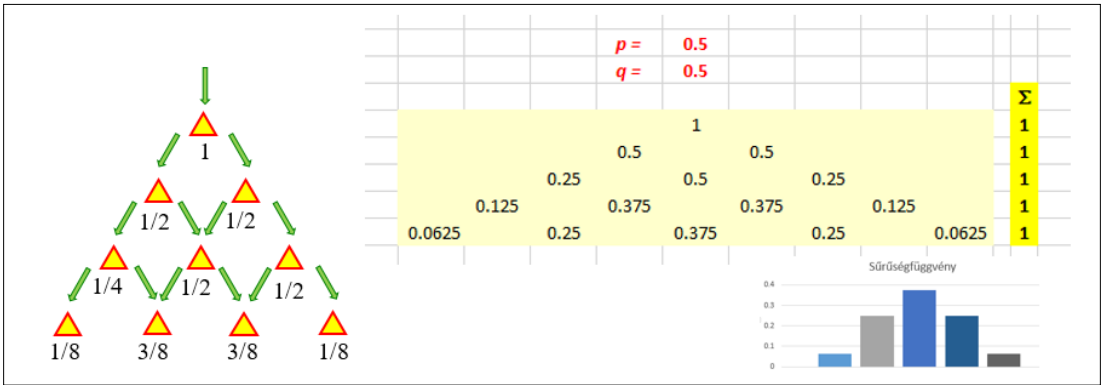 1
1/2 1/2
1/4 1/2 1/2
1/8 3/8 3/8 1/8
p = 0.5
q = 0.5
Σ
1 1
0.5 0.5 1
0.25 0.5 0.25 1
0.125 0.375 0.375 0.125 1
0.0625 0.25 0.375 0.25 0.0625 1
Sűrűségfüggvény
0.4
0.3
0.2
0.1
0